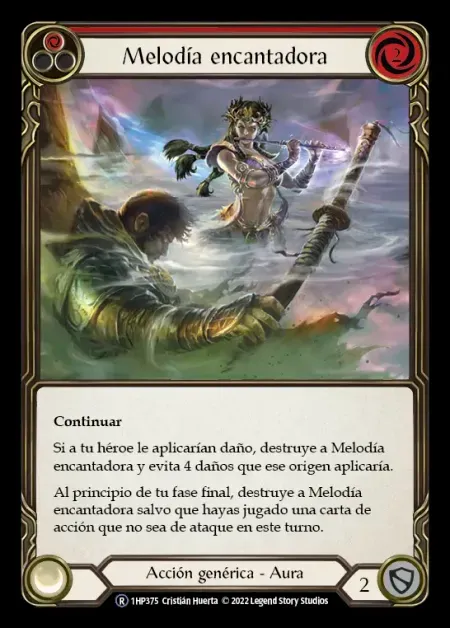 Melodía encantadora
2
Continuar
Si a tu héroe le aplicarían daño, destruye a Melodía
encantadora y evita 4 daños que ese origen aplicaría.
Al principio de tu fase final, destruye a Melodía
encantadora salvo que hayas jugado una carta de
acción que no sea de ataque en este turno.
Acción genérica - Aura
2
R 1HP375 Cristián Huerta © 2022 Legend Story Studios